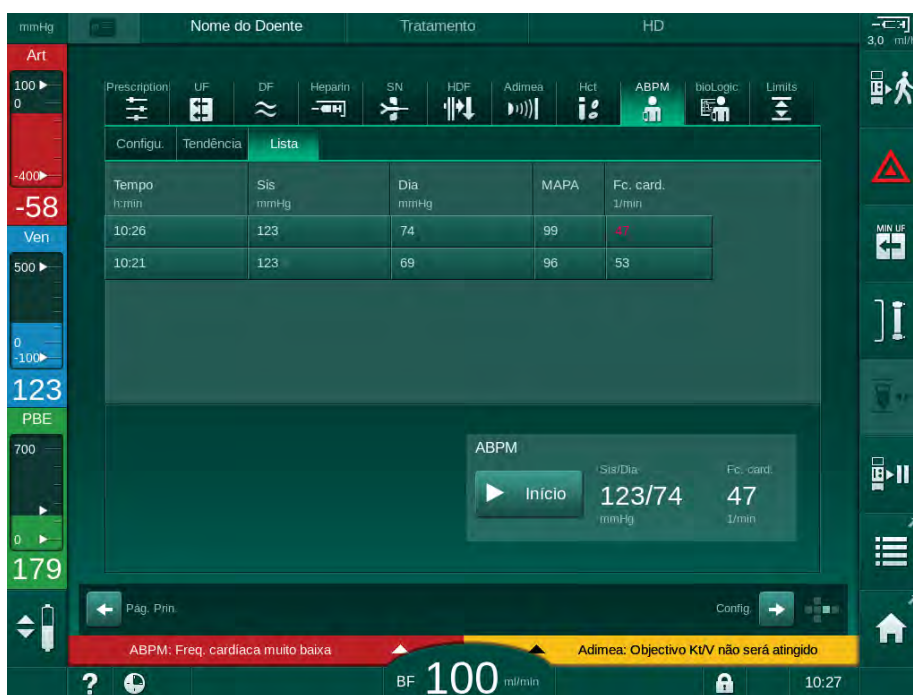 mmHg Nome do Doente Tratamento HD
3,0 ml/h
Art
100
0
-400
-58
Ven
500
0
-100
123
PBE
700
0
179
Prescription UF DF Heparin SN HDF Adimea Hct ABPM bioLogic Limits
Configu. Tendência Lista
Tempo Sis Dia MAPA Fc. card.
h:min mmHg mmHg 1/min
10:26 123 74 99 47
10:21 123 69 96 53
ABPM
Início
Sis/Dia Fc. card.
123/74 47
mmHg 1/min
MIN UF
Pág. Prin. Config.
ABPM: Freq. cardíaca muito baixa Adimea: Objectivo Kt/V não será atingido
? BF 100 ml/min 10:27